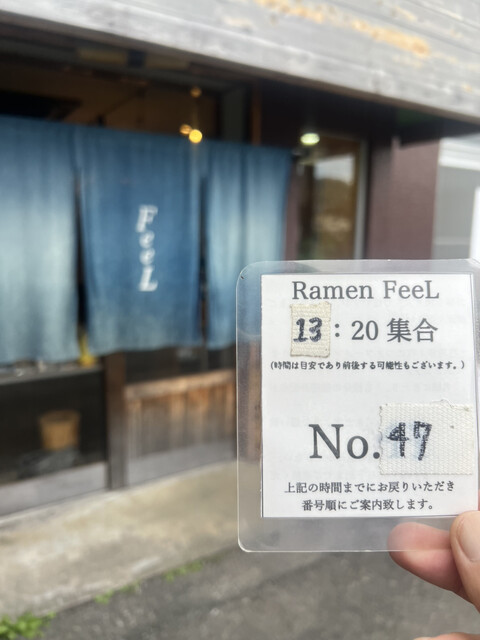 FeeL
Ramen FeeL
13：20 集合
(時間は目安であり前後する可能性もございます。)
No.47
上記の時間までにお戻りいただき
番号順にご案内致します。